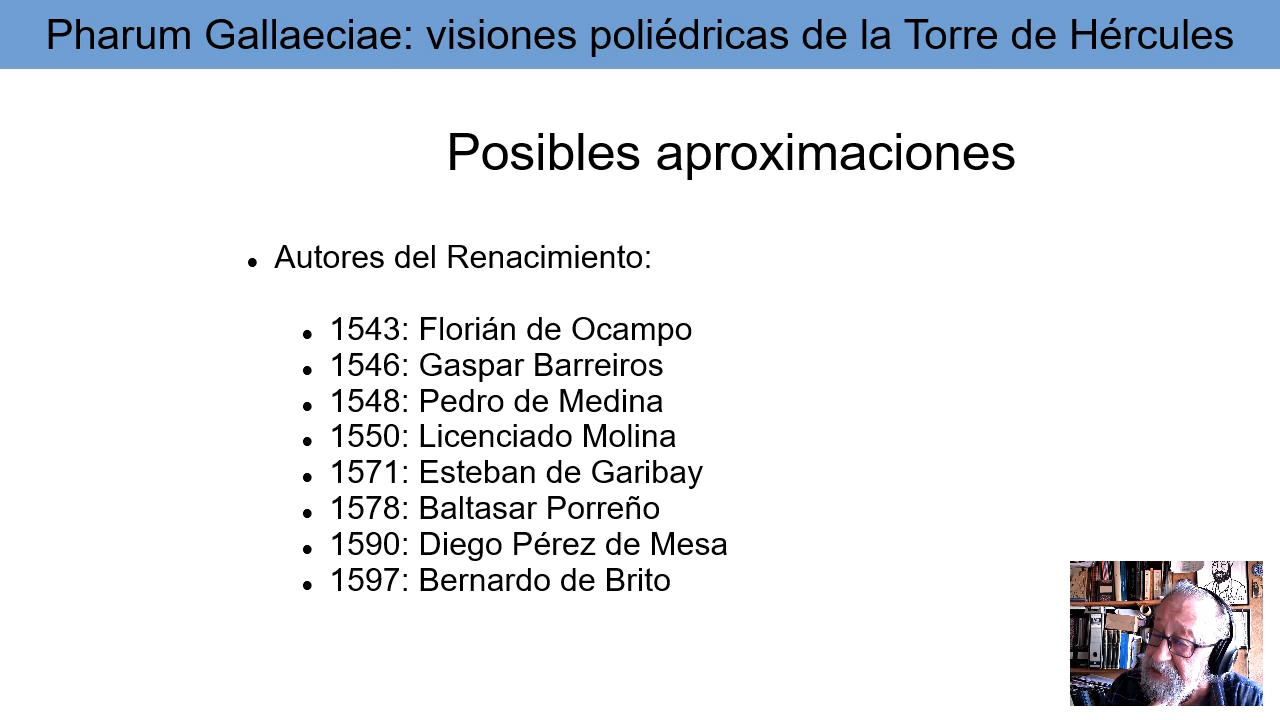 Pharum Gallaeciae: visiones poliédricas de la Torre de Hércules
Posibles aproximaciones
Autores del Renacimiento:
1543: Florián de Ocampo
1546: Gaspar Barreiros
1548: Pedro de Medina
1550: Licenciado Molina
1571: Esteban de Garibay
1578: Baltasar Porreño
1590: Diego Pérez de Mesa
1597: Bernardo de Brito